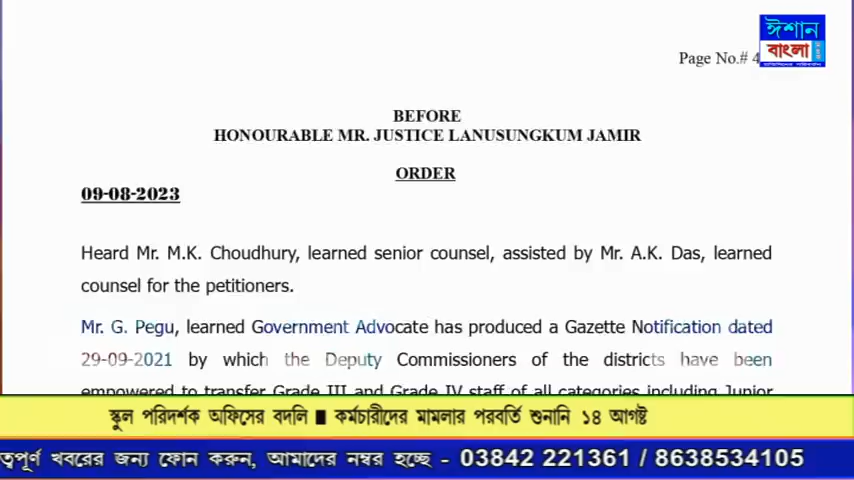 ঈশান
বাংলা
Page No.# 4
BEFORE
HONOURABLE MR. JUSTICE LANUSUNGKUM JAMIR
ORDER
09-08-2023
Heard Mr. M.K. Choudhury, learned senior counsel, assisted by Mr. A.K. Das, learned
counsel for the petitioners.
Mr. G. Pegu, learned Government Advocate has produced a Gazette Notification dated
29-09-2021 by which the Deputy Commissioners of the districts have been
empowered to transfer Grade III and Grade IV staff of all categories including Junior
স্কুল পরিদর্শক অফিসের বদলি ■ কর্মচারীদের মামলার পরবর্তি শুনানি ১৪ আগষ্ট
ত্বপূর্ণ খবরের জন্য ফোন করুন, আমাদের নম্বর হচ্ছে - 03842 221361 / 8638534105